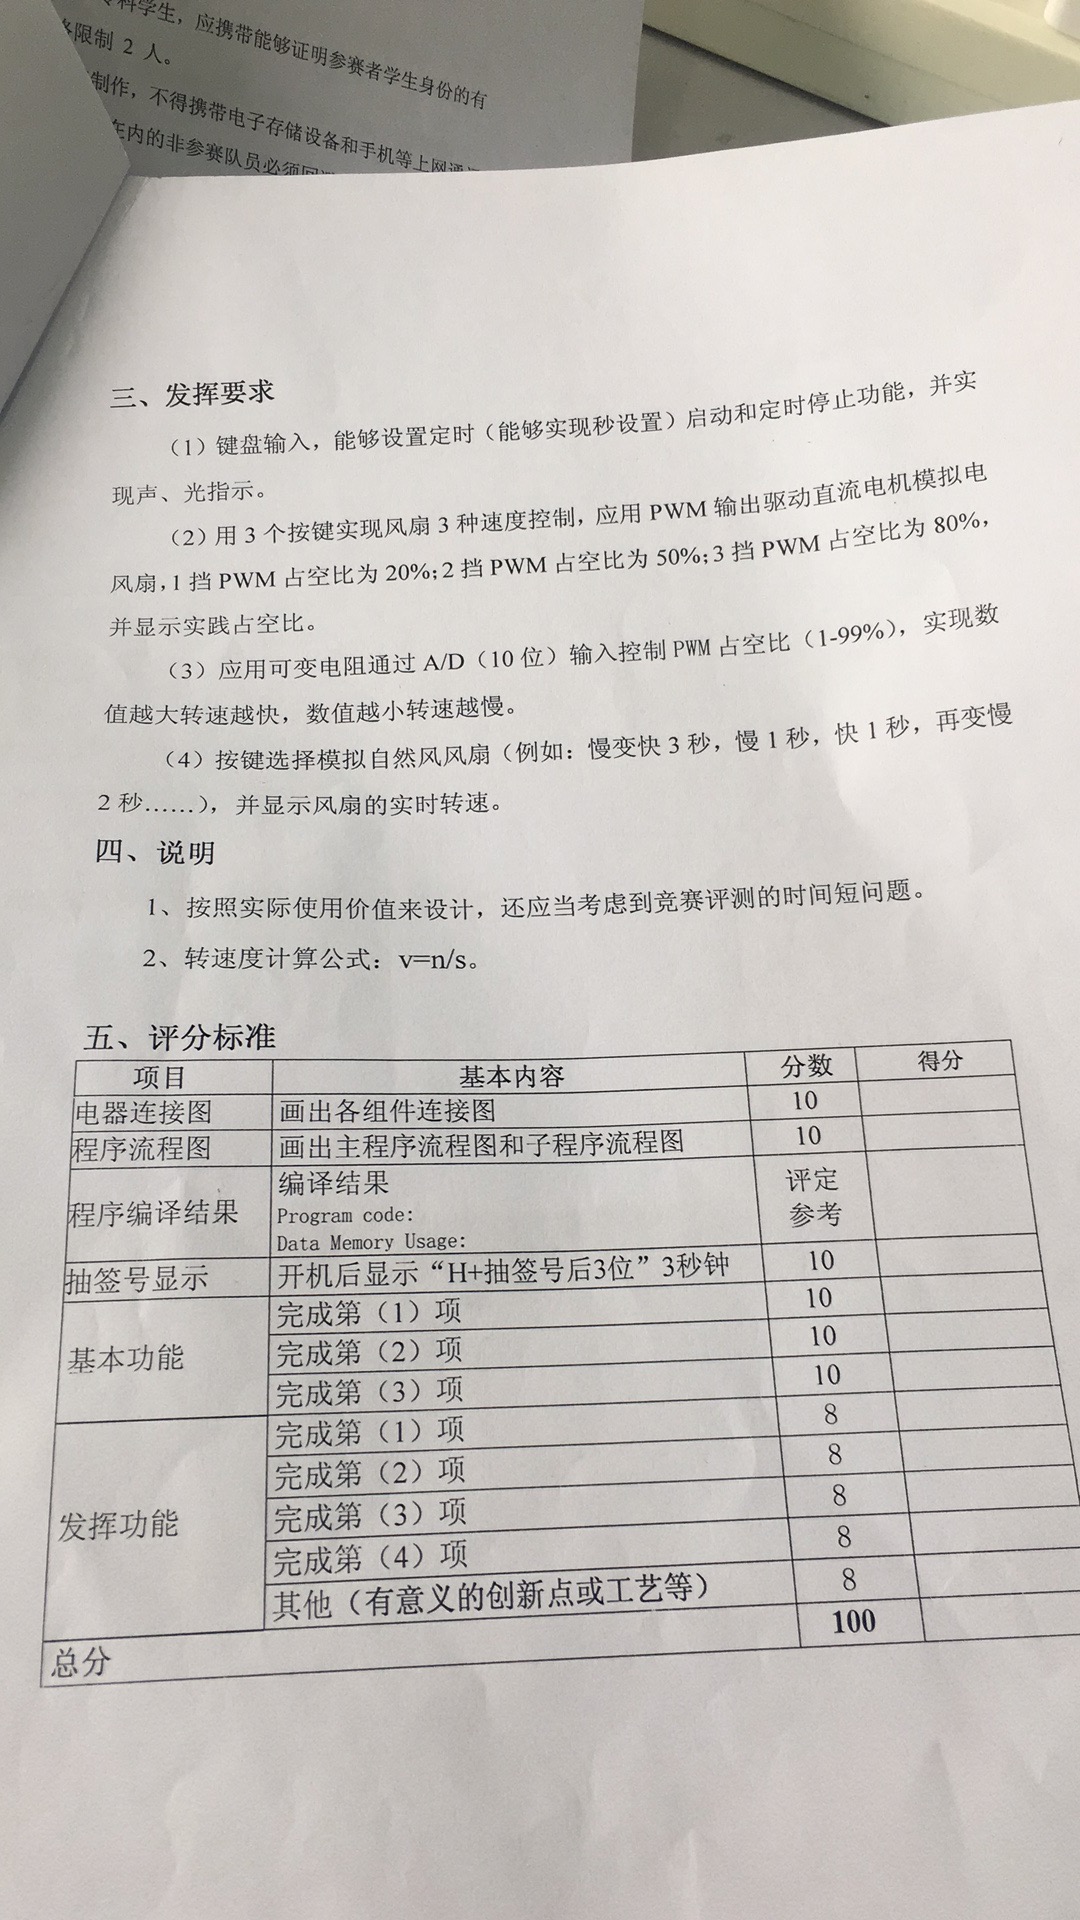 科学生，应携带能够证明参赛者学生身份的有
限制 2 人。
制作，不得携带电子存储设备和手机等上网通
在内的非参赛队员必须回
三、发挥要求
（1）键盘输入，能够设置定时（能够实现秒设置）启动和定时停止功能，并实
现声、光指示。
（2）用 3 个按键实现风扇 3 种速度控制，应用 PWM 输出驱动直流电机模拟电
风扇，1 挡 PWM 占空比为 20%；2 挡 PWM 占空比为 50%；3 挡 PWM 占空比为 80%，
并显示实践占空比。
（3）应用可变电阻通过 A/D（10 位）输入控制 PWM 占空比（1-99%），实现数
值越大转速越快，数值越小转速越慢。
（4）按键选择模拟自然风风扇（例如：慢变快 3 秒，慢 1 秒，快 1 秒，再变慢
2 秒……），并显示风扇的实时转速。
四、说明
1、按照实际使用价值来设计，还应当考虑到竞赛评测的时间短问题。
2、转速度计算公式：v=n/s。
五、评分标准
项目 基本内容 分数 得分
电器连接图 画出各组件连接图 10
程序流程图 画出主程序流程图和子程序流程图 10
程序编译结果 编译结果 评定
Program code: 参考
Data Memory Usage:
抽签号显示 开机后显示“H+抽签号后3位”3秒钟 10
基本功能 完成第（1）项 10
完成第（2）项 10
完成第（3）项 10
发挥功能 完成第（1）项 8
完成第（2）项 8
完成第（3）项 8
完成第（4）项 8
其他（有意义的创新点或工艺等） 8
总分 100